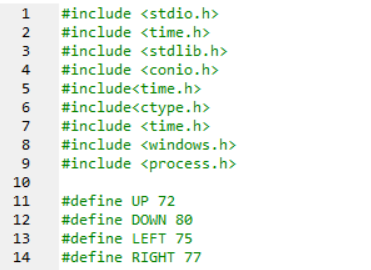 1 #include <stdio.h>
2 #include <time.h>
3 #include <stdlib.h>
4 #include <conio.h>
5 #include<time.h>
6 #include<ctype.h>
7 #include <time.h>
8 #include <windows.h>
9 #include <process.h>
10
11 #define UP 72
12 #define DOWN 80
13 #define LEFT 75
14 #define RIGHT 77